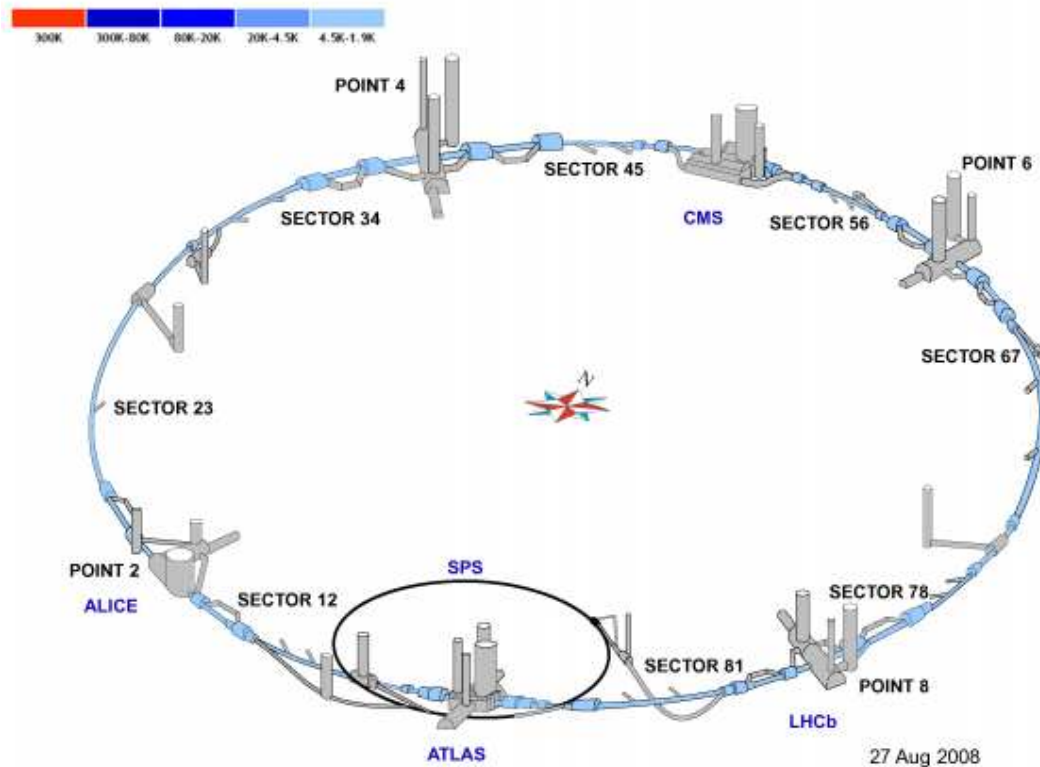 300K 300K-80K 80K-20K 20K-4.5K 4.5K-1.9K
POINT 4
SECTOR 45
POINT 6
SECTOR 34
CMS
SECTOR 56
SECTOR 67
N
SECTOR 23
POINT 2
SPS
ALICE
SECTOR 12
SECTOR 78
SECTOR 81
POINT 8
LHCb
ATLAS
27 Aug 2008